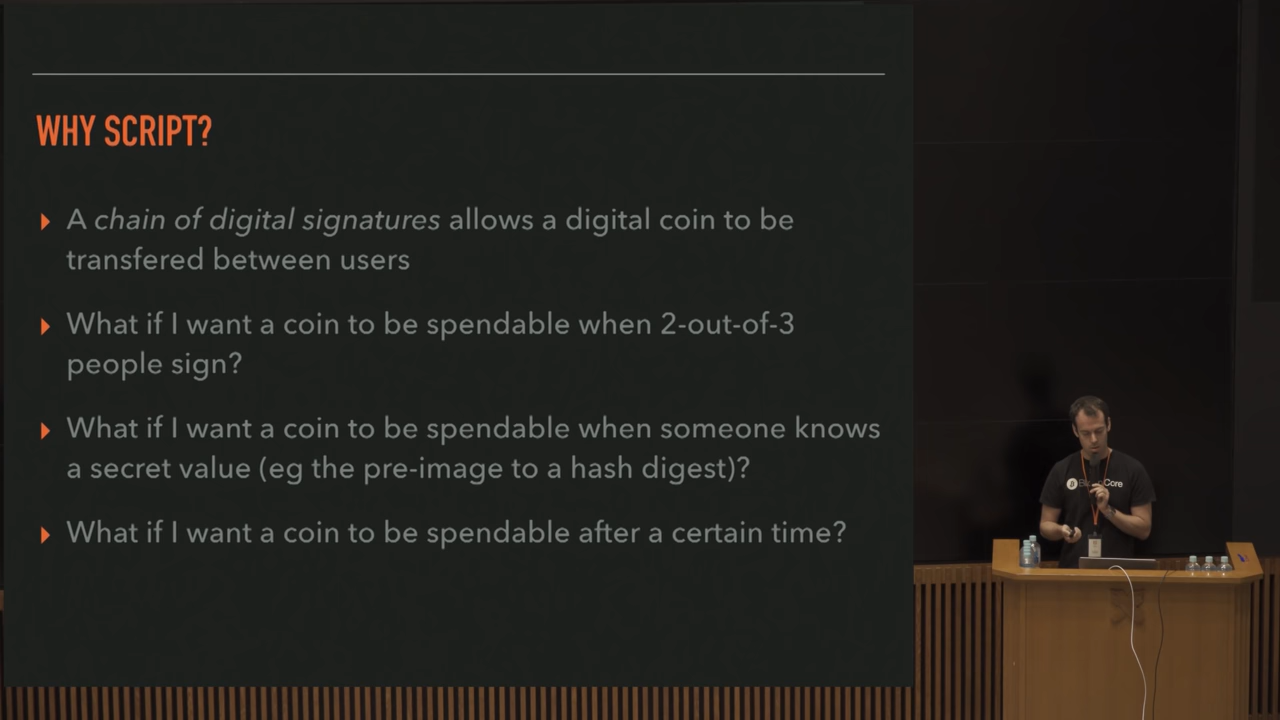 WHY SCRIPT?
A chain of digital signatures allows a digital coin to be
transfered between users
What if I want a coin to be spendable when 2-out-of-3
people sign?
What if I want a coin to be spendable when someone knows
a secret value (eg the pre-image to a hash digest)?
What if I want a coin to be spendable after a certain time?
Core